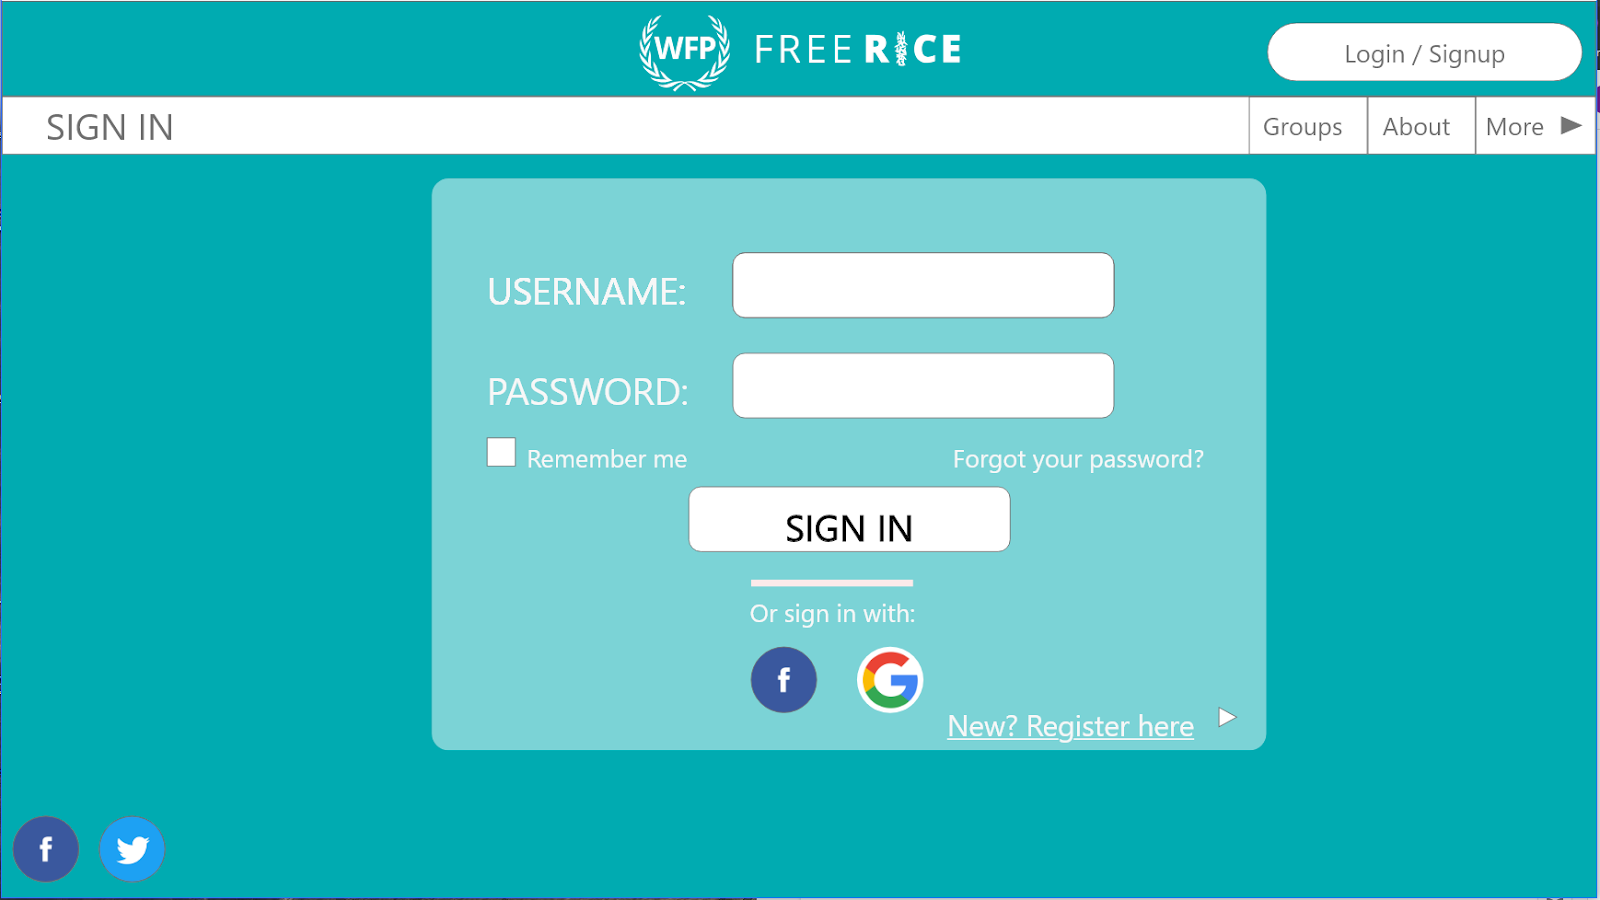 WFP FREE RICE
Login / Signup
SIGN IN
Groups
About
More
USERNAME:
PASSWORD:
Remember me
Forgot your password?
SIGN IN
Or sign in with:
New? Register here